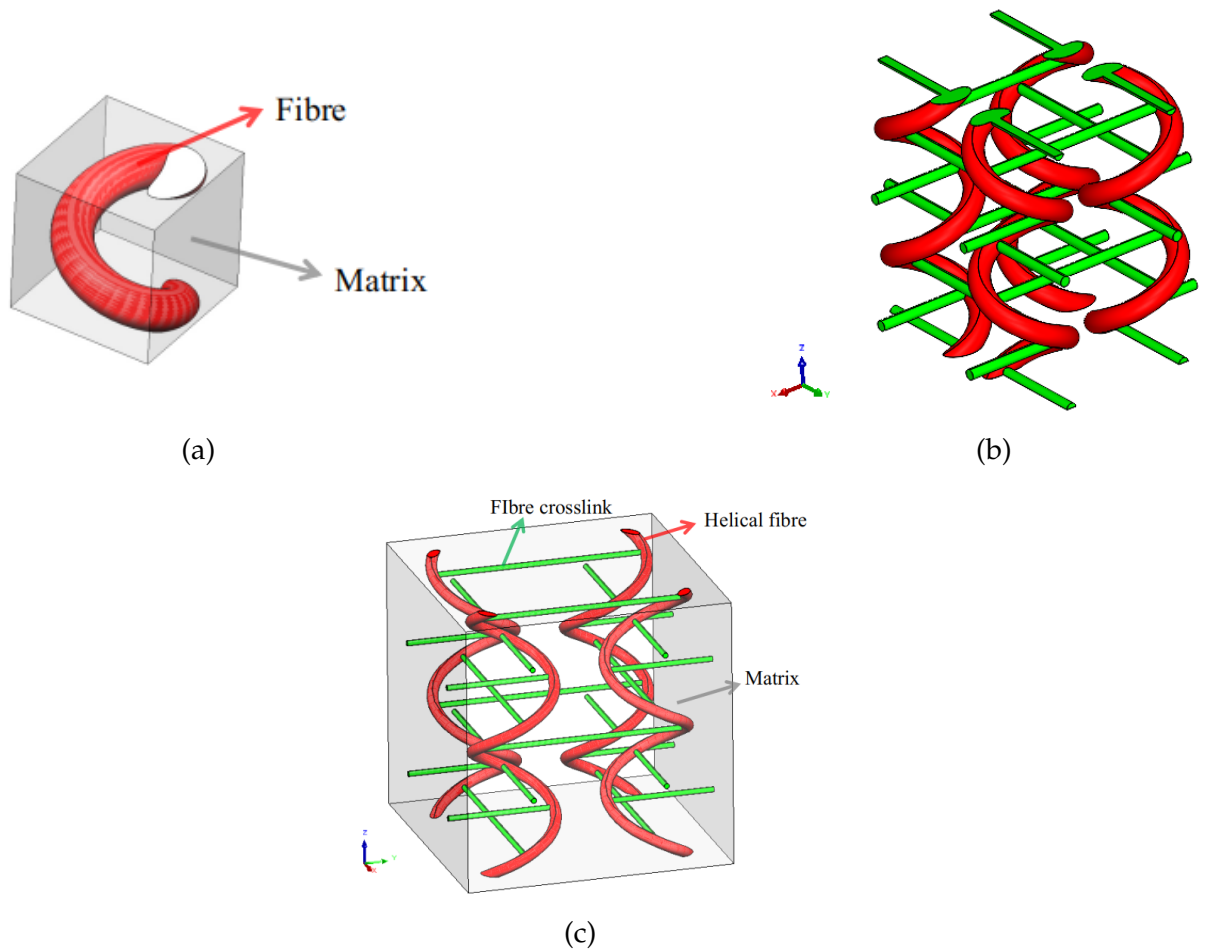 Fibre
Matrix
Z
X
Y
(a)
(b)
FIbre crosslink
Helical fibre
Matrix
Z
Y
X
(c)